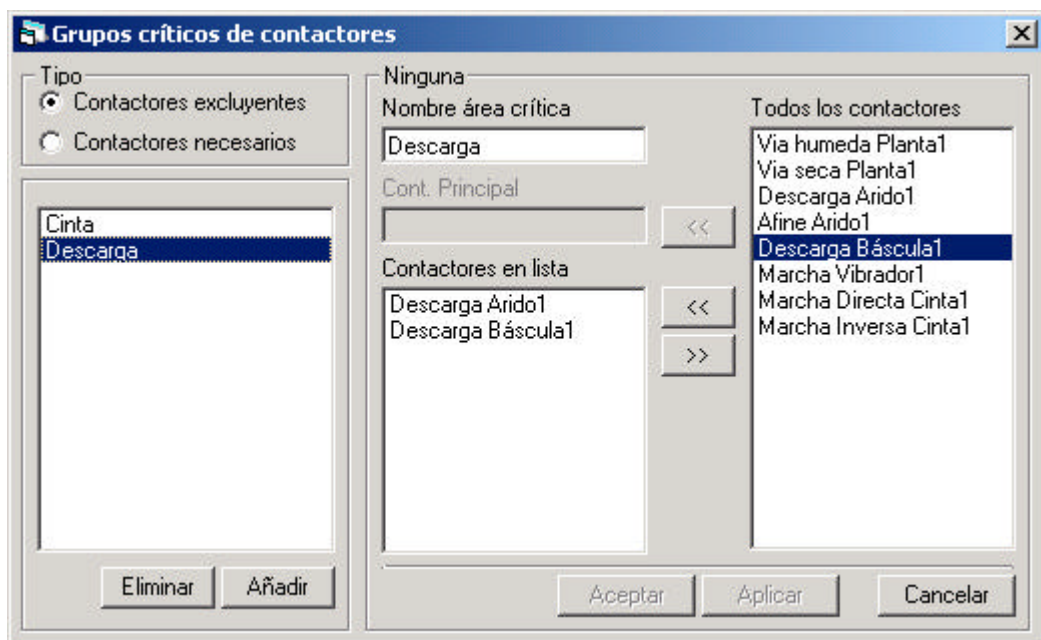 Grupos críticos de contactores
Tipo
Contactores excluyentes
Contactores necesarios
Cinta
Descarga
Eliminar
Añadir
Ninguna
Nombre área crítica
Descarga
Cont. Principal
<<
Contactores en lista
Descarga Arido1
Descarga Báscula1
<<
>>
Todos los contactores
Via humeda Planta1
Via seca Planta1
Descarga Arido1
Afine Arido1
Descarga Báscula1
Marcha Vibrador1
Marcha Directa Cinta1
Marcha Inversa Cinta1
Aceptar
Aplicar
Cancelar